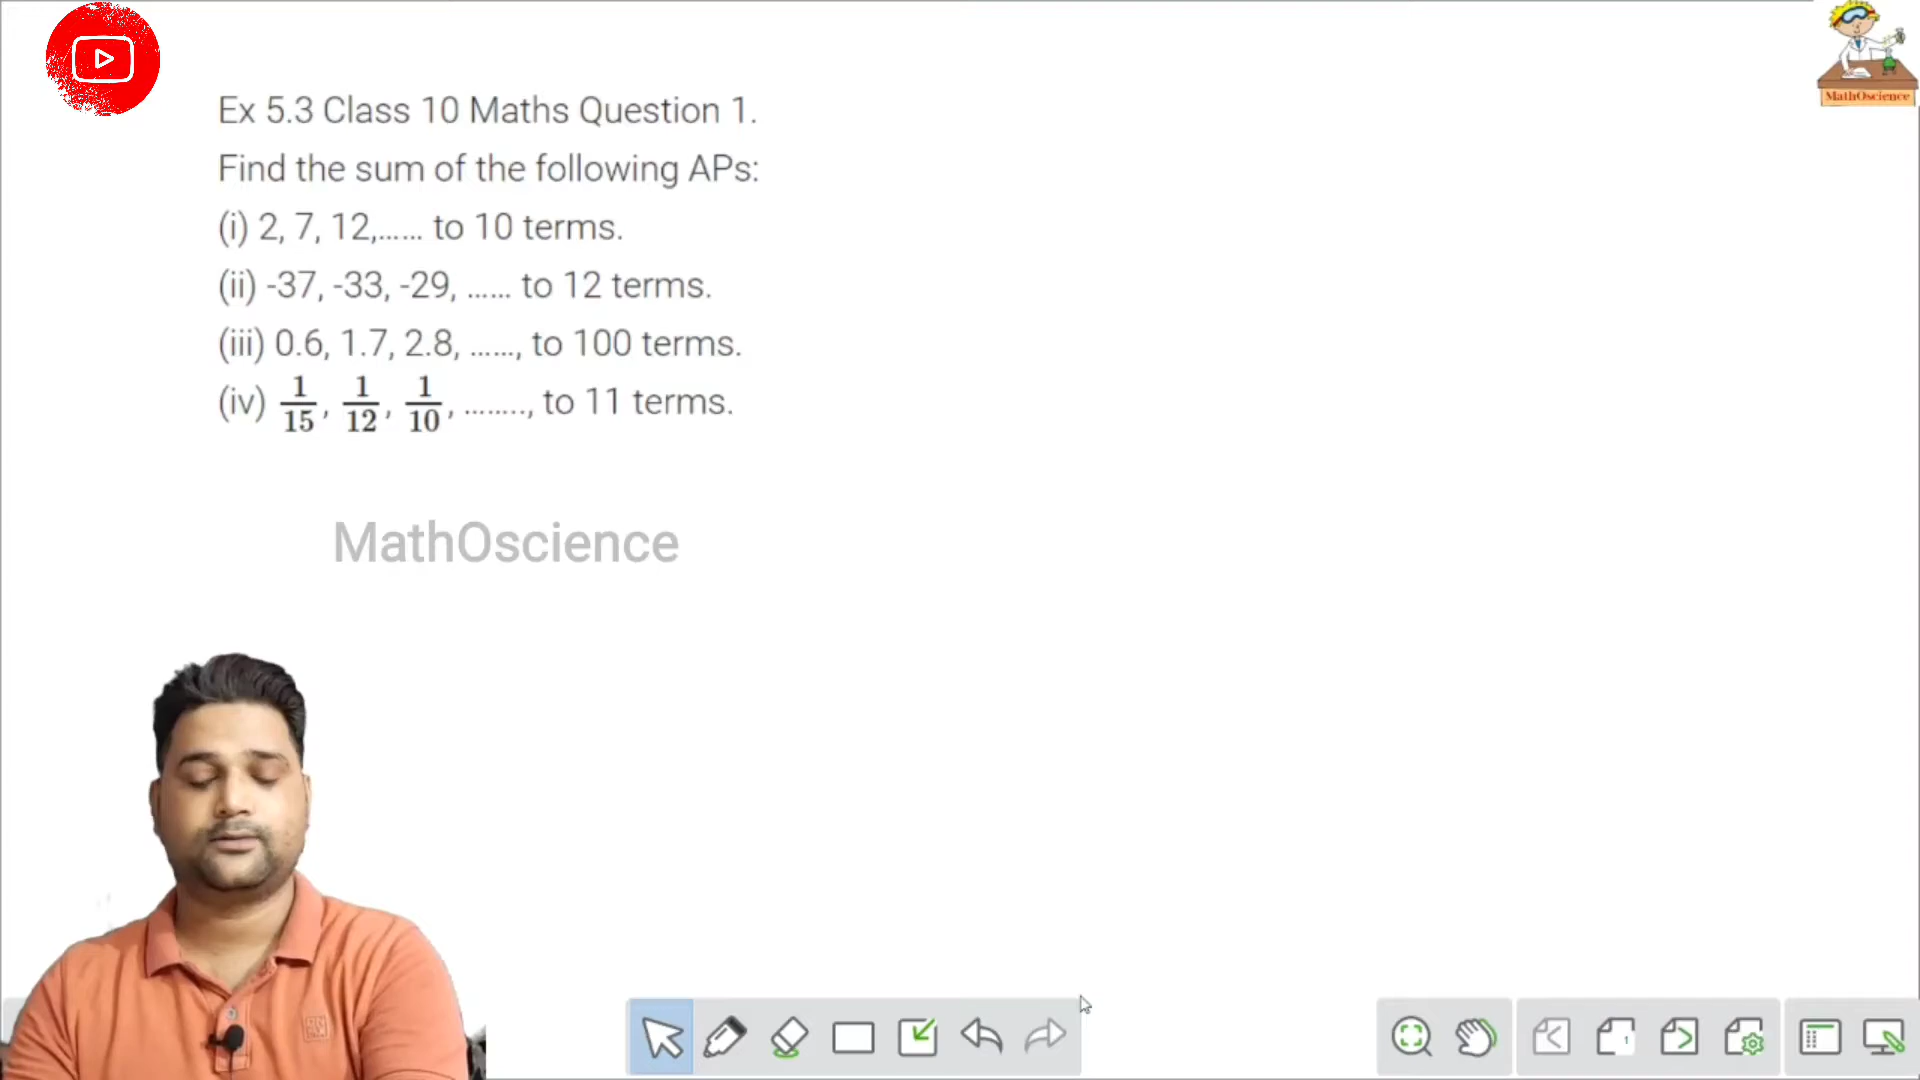 MathOscience
Ex 5.3 Class 10 Maths Question 1.
Find the sum of the following APs:
(i) 2, 7, 12,…… to 10 terms.
(ii) -37, -33, -29, …… to 12 terms.
(iii) 0.6, 1.7, 2.8, ……, to 100 terms.
(iv) 1/15, 1/12, 1/10, …….., to 11 terms.
MathOscience
1